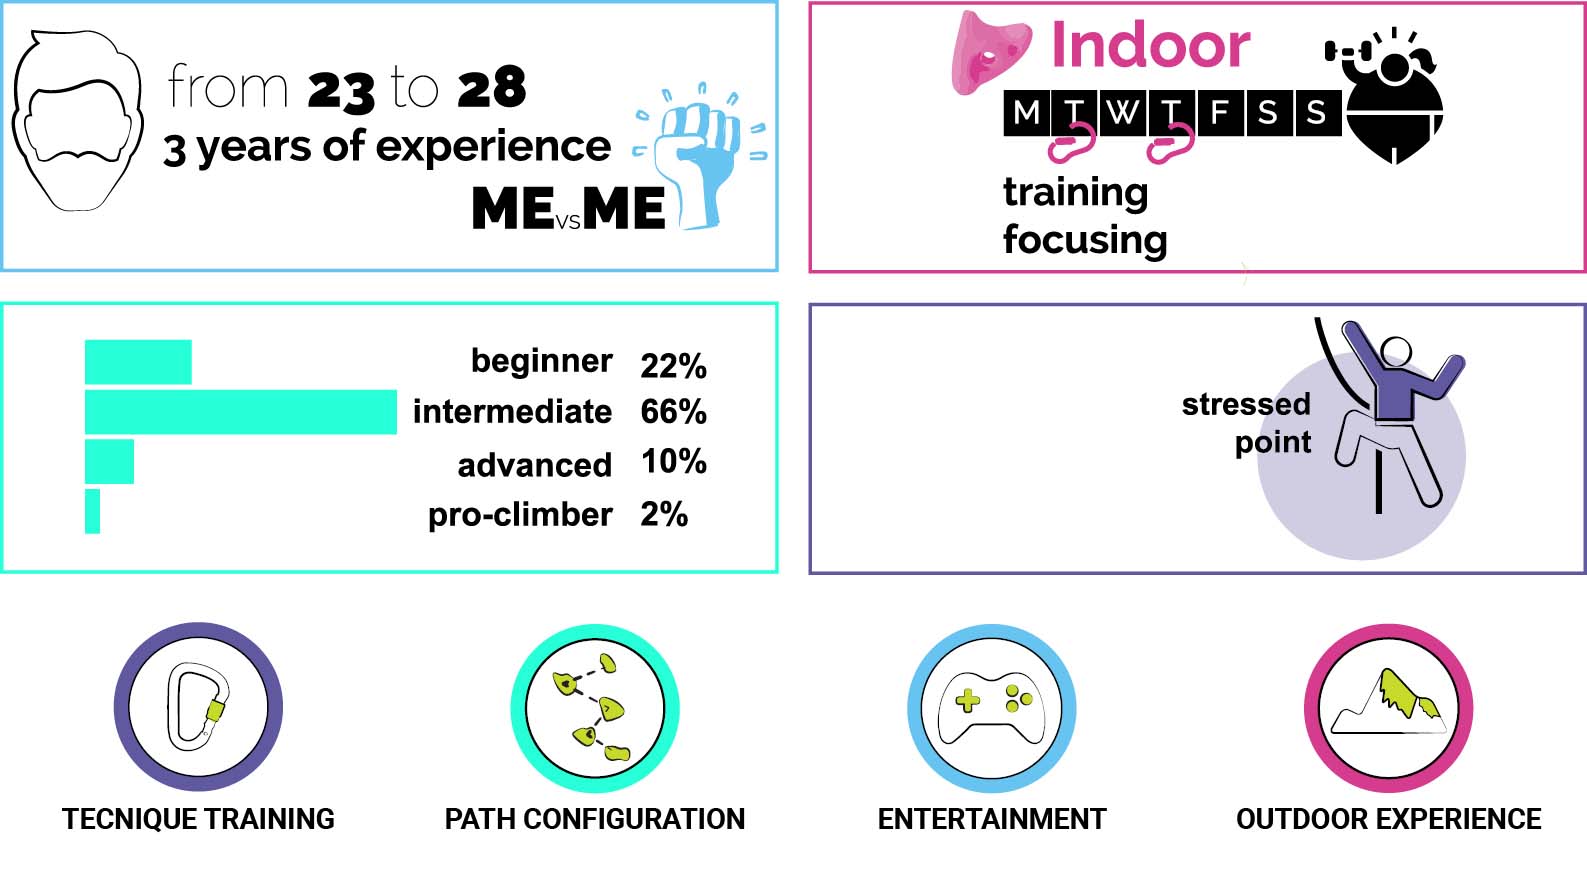 from 23 to 28
3 years of experience
ME vs ME
Indoor
M T W T F S S
training
focusing
beginner 22%
intermediate 66%
advanced 10%
pro-climber 2%
stressed
point
TECNIQUE TRAINING
PATH CONFIGURATION
ENTERTAINMENT
OUTDOOR EXPERIENCE